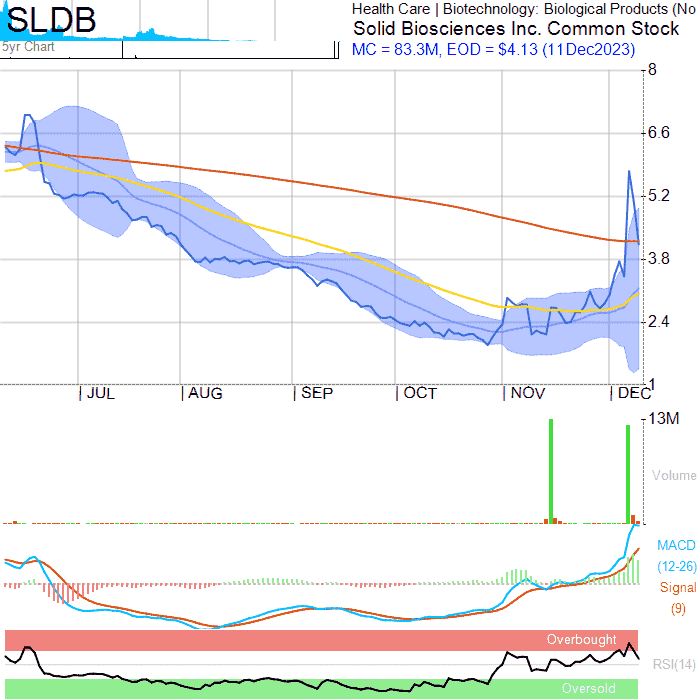 SLDB
5yr Chart
Health Care | Biotechnology: Biological Products (No
Solid Biosciences Inc. Common Stock
MC = 83.3M, EOD = $4.13 (11Dec2023)
8
6.6
5.2
3.8
2.4
1
JUL AUG SEP OCT NOV DEC
13M
Volume
MACD
(12-26)
Signal
(9)
Overbought
RSI(14)
Oversold